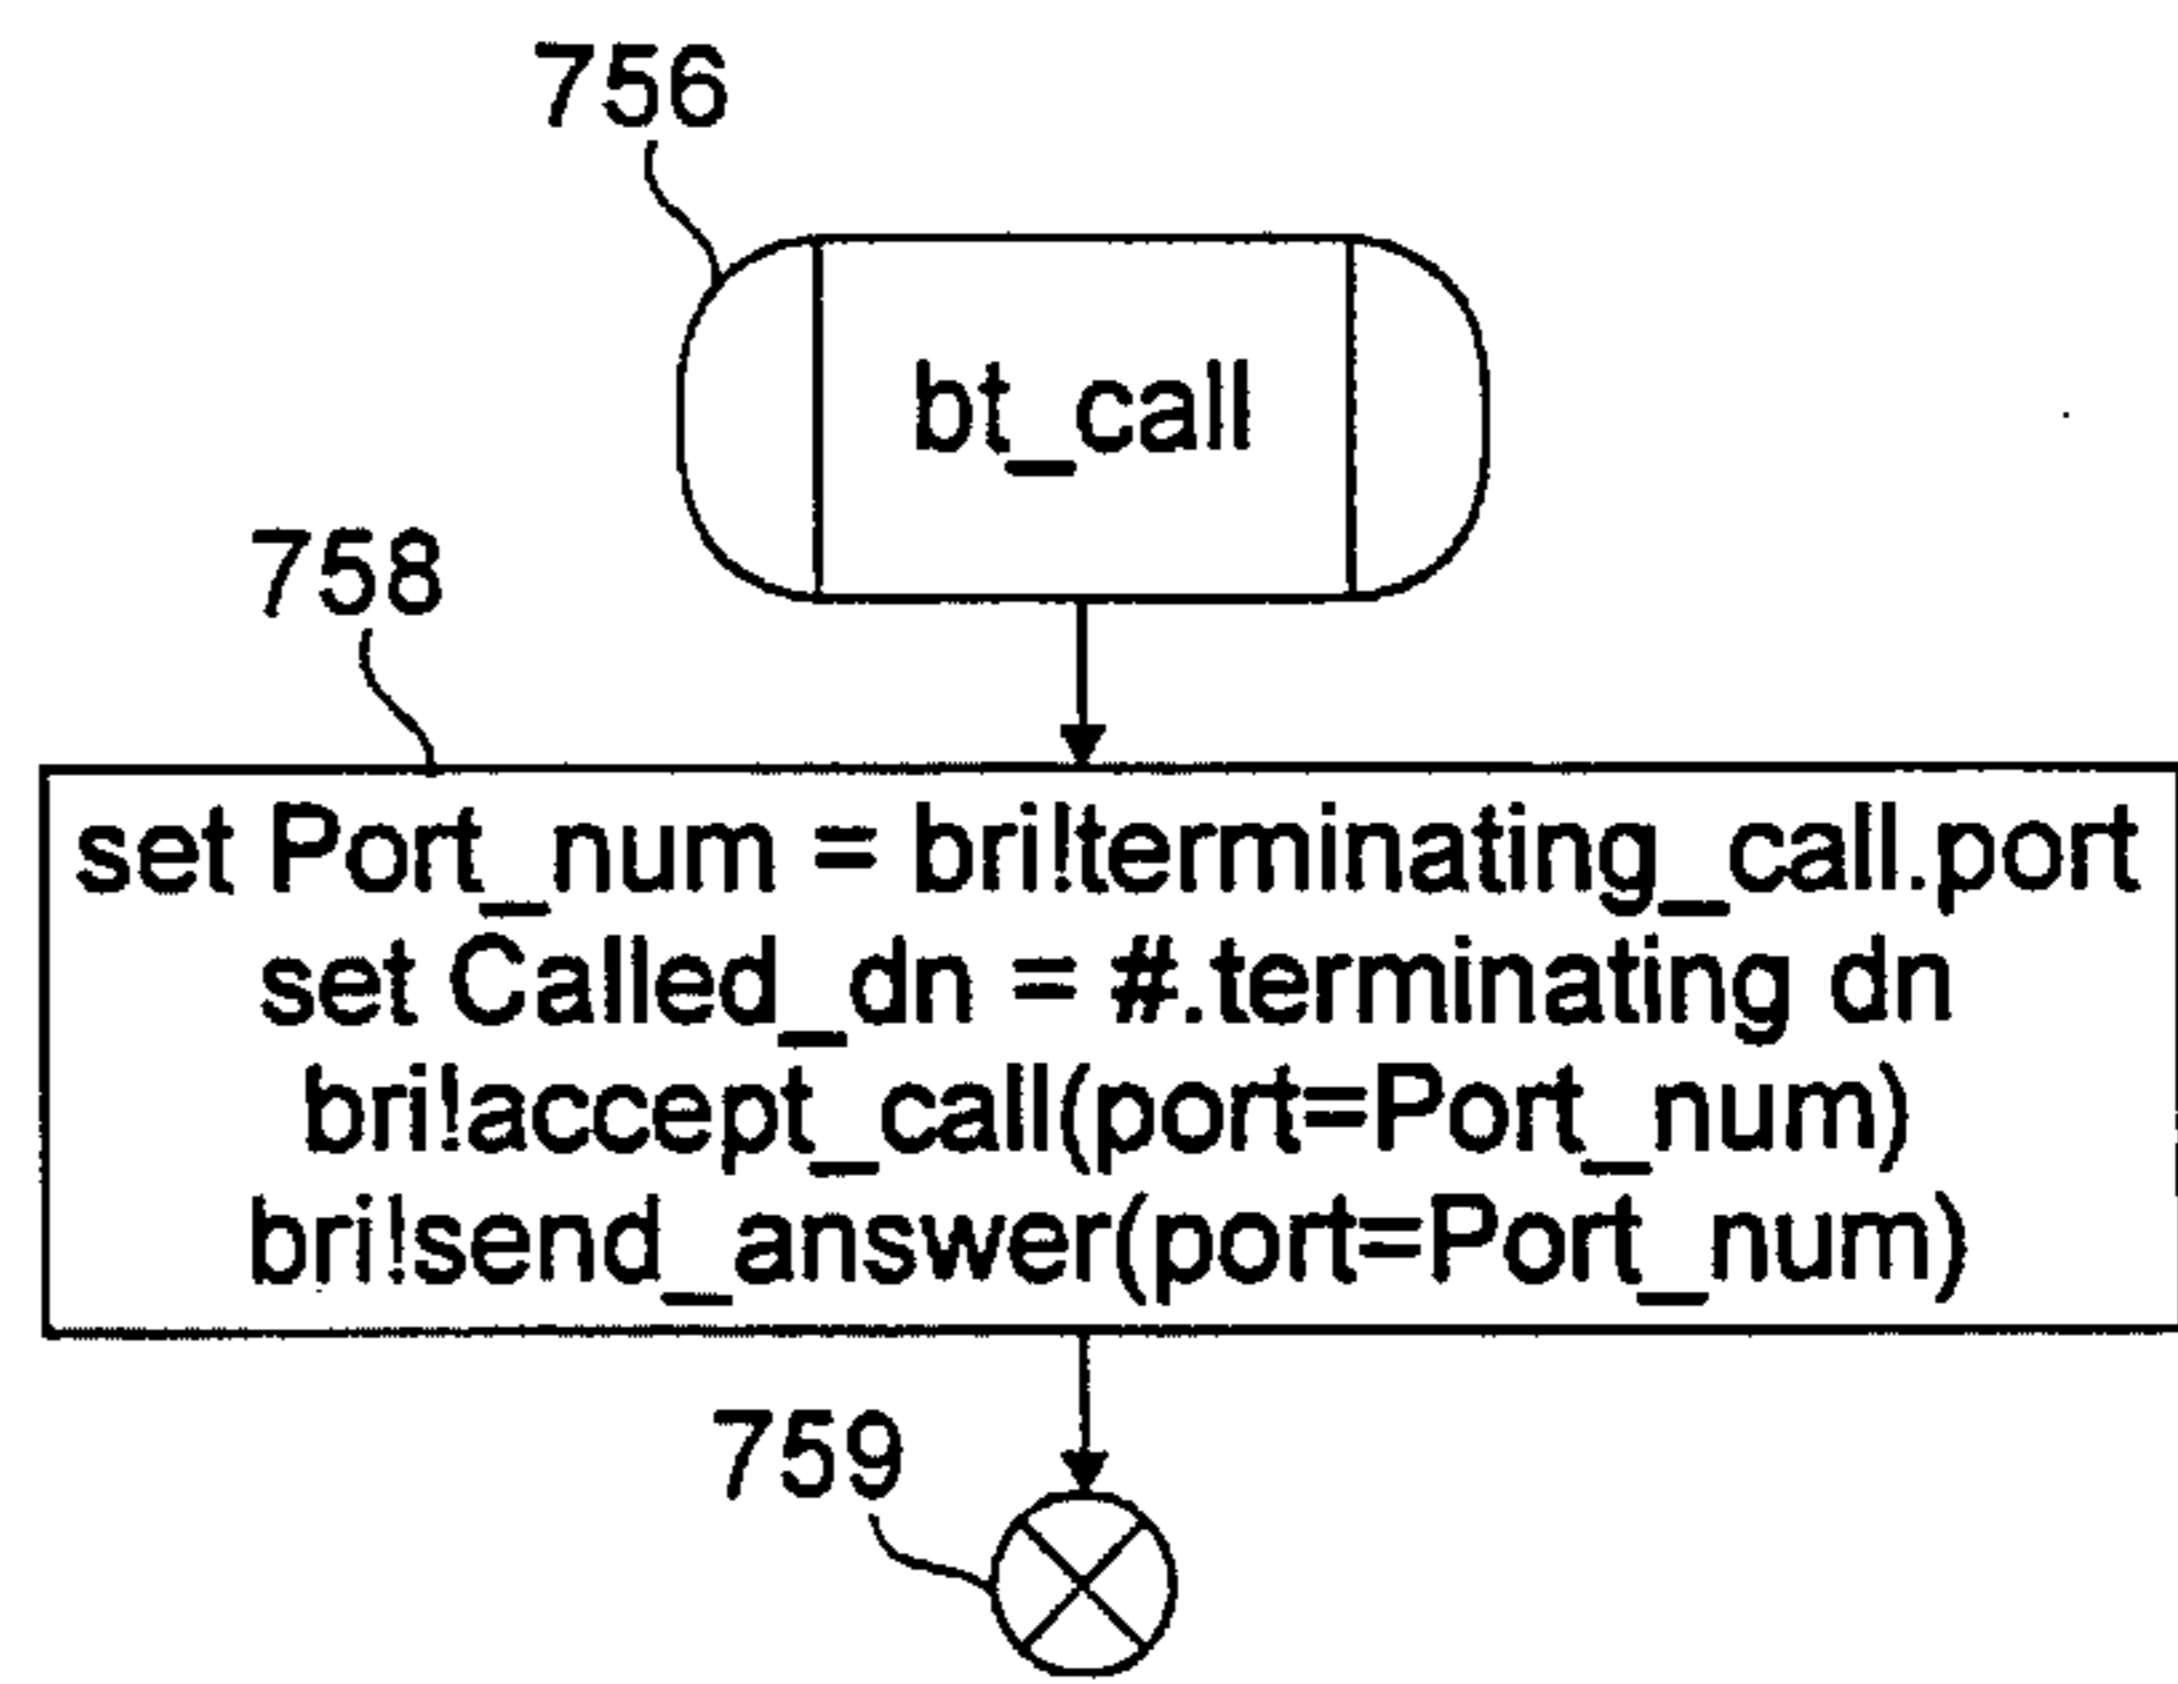 756
bt_call
758
set Port_num = bri!terminating_call.port
set Called_dn = #.terminating dn
bri!accept_call(port=Port_num)
bri!send_answer(port=Port_num)
759